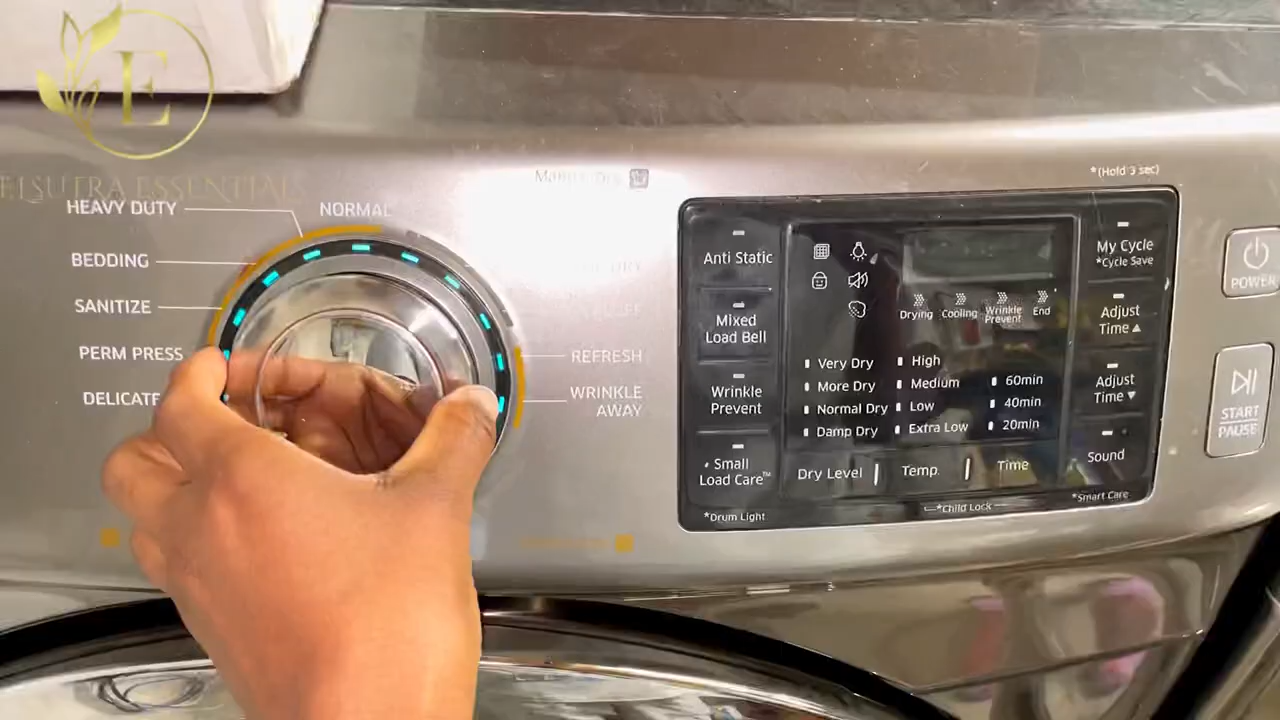 E
ELSUFRA ESSENTIALS
HEAVY DUTY
NORMAL
BEDDING
SANITIZE
PERM PRESS
DELICATE
REFRESH
WRINKLE
AWAY
*(Hold 3 sec)
Anti Static
Mixed
Load Bell
Wrinkle
Prevent
Small
Load Care™
*Drum Light
Drying
Cooling
Wrinkle
Prevent
End
Very Dry
More Dry
Normal Dry
Damp Dry
High
Medium
Low
Extra Low
60min
40min
20min
Dry Level
Temp.
Time
*Child Lock
My Cycle
*Cycle Save
Adjust
Time▲
Adjust
Time▼
Sound
*Smart Care
POWER
START
PAUSE